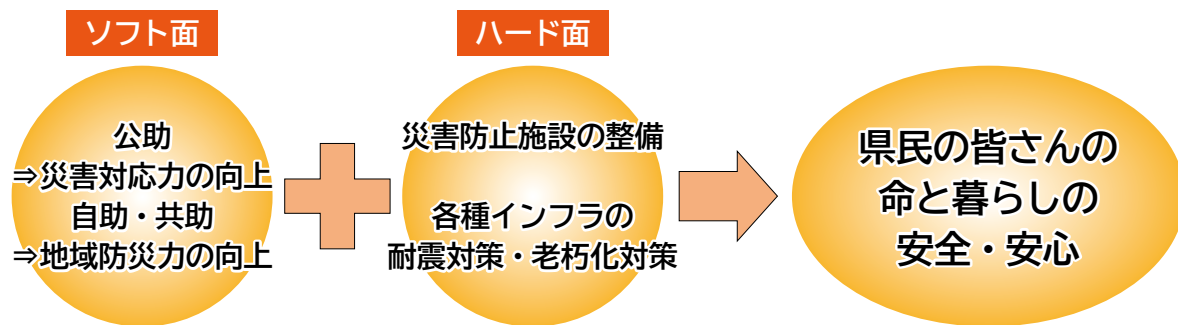 ソフト面
公助
⇒災害対応力の向上
自助・共助
⇒地域防災力の向上
ハード面
災害防止施設の整備
各種インフラの
耐震対策・老朽化対策
県民の皆さんの
命と暮らしの
安全・安心